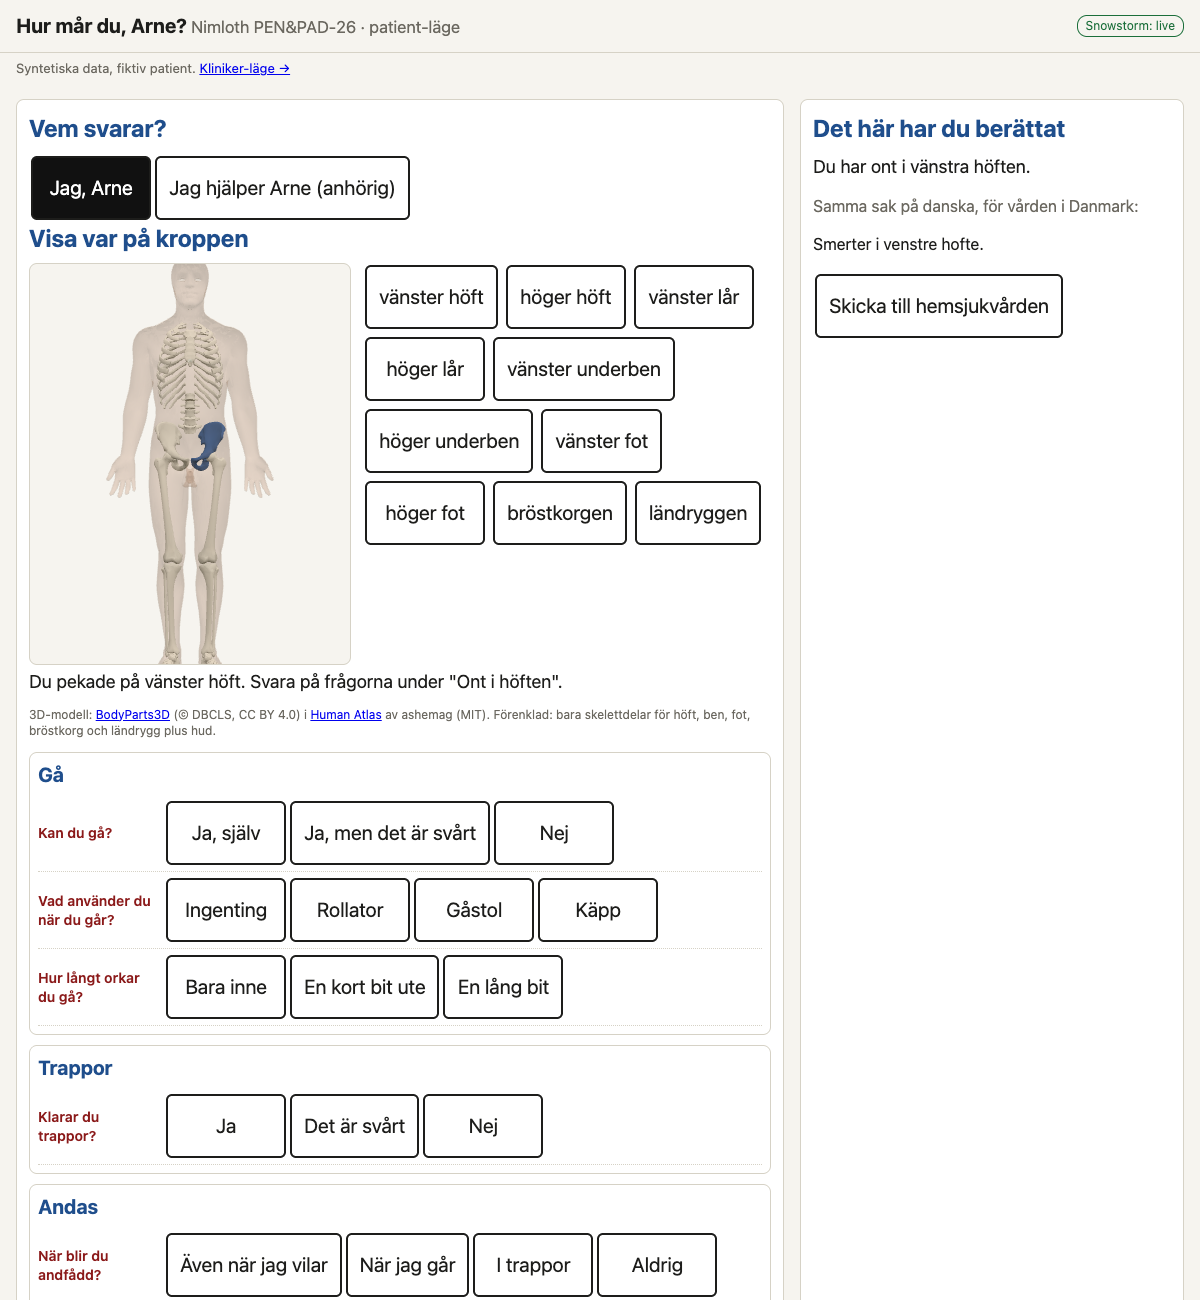 Hur mår du, Arne? Nimloth PEN&PAD-26 · patient-läge
Snowstorm: live
Syntetiska data, fiktiv patient. Kliniker-läge →
Vem svarar?
Jag, Arne
Jag hjälper Arne (anhörig)
Visa var på kroppen
vänster höft
höger höft
vänster lår
höger lår
vänster underben
höger underben
vänster fot
höger fot
bröstkorgen
ländryggen
Du pekade på vänster höft. Svara på frågorna under "Ont i höften".
3D-modell: BodyParts3D (© DBCLS, CC BY 4.0) i Human Atlas av ashemag (MIT). Förenklad: bara skelettdelar för höft, ben, fot,
bröstkorg och ländrygg plus hud.
Gå
Kan du gå?
Ja, själv
Ja, men det är svårt
Nej
Vad använder du
när du går?
Ingenting
Rollator
Gåstol
Käpp
Hur långt orkar
du gå?
Bara inne
En kort bit ute
En lång bit
Trappor
Klarar du
trappor?
Ja
Det är svårt
Nej
Andas
När blir du
andfådd?
Även när jag vilar
När jag går
I trappor
Aldrig
Det här har du berättat
Du har ont i vänstra höften.
Samma sak på danska, för vården i Danmark:
Smerter i venstre hofte.
Skicka till hemsjukvården